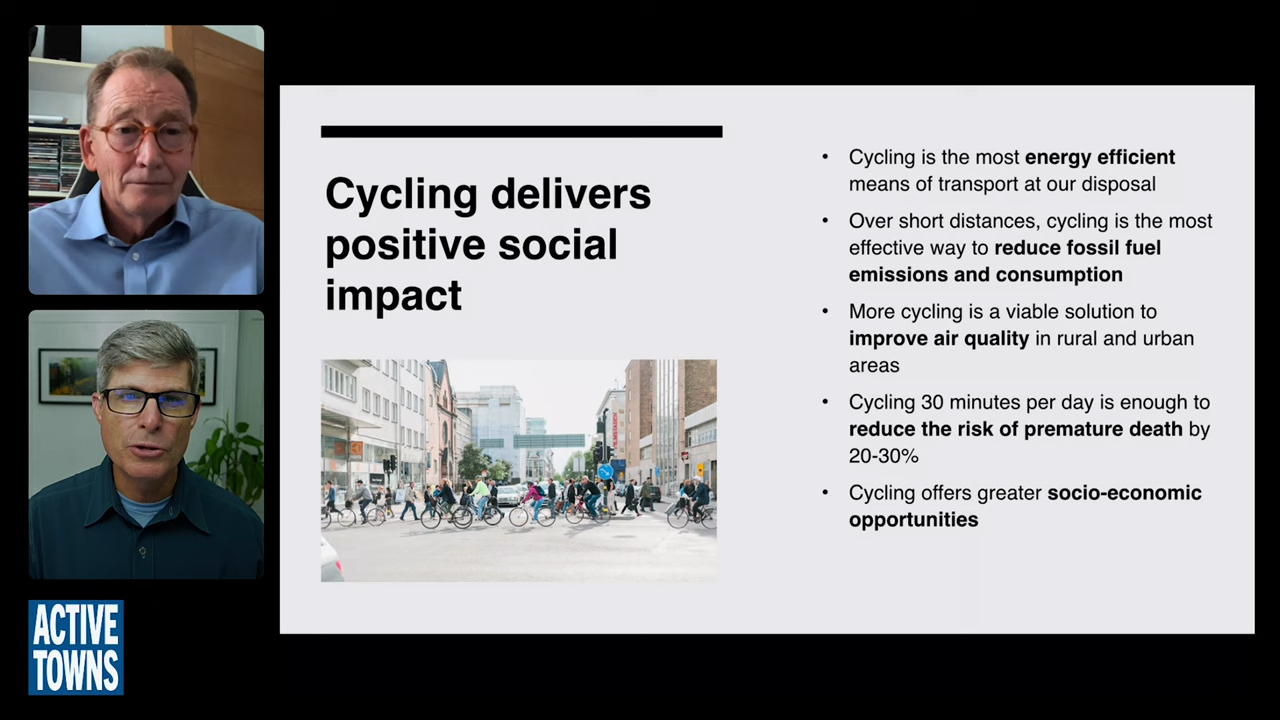 Cycling delivers
positive social
impact
• Cycling is the most energy efficient
means of transport at our disposal
• Over short distances, cycling is the most
effective way to reduce fossil fuel
emissions and consumption
• More cycling is a viable solution to
improve air quality in rural and urban
areas
• Cycling 30 minutes per day is enough to
reduce the risk of premature death by
20-30%
• Cycling offers greater socio-economic
opportunities
ACTIVE
TOWNS